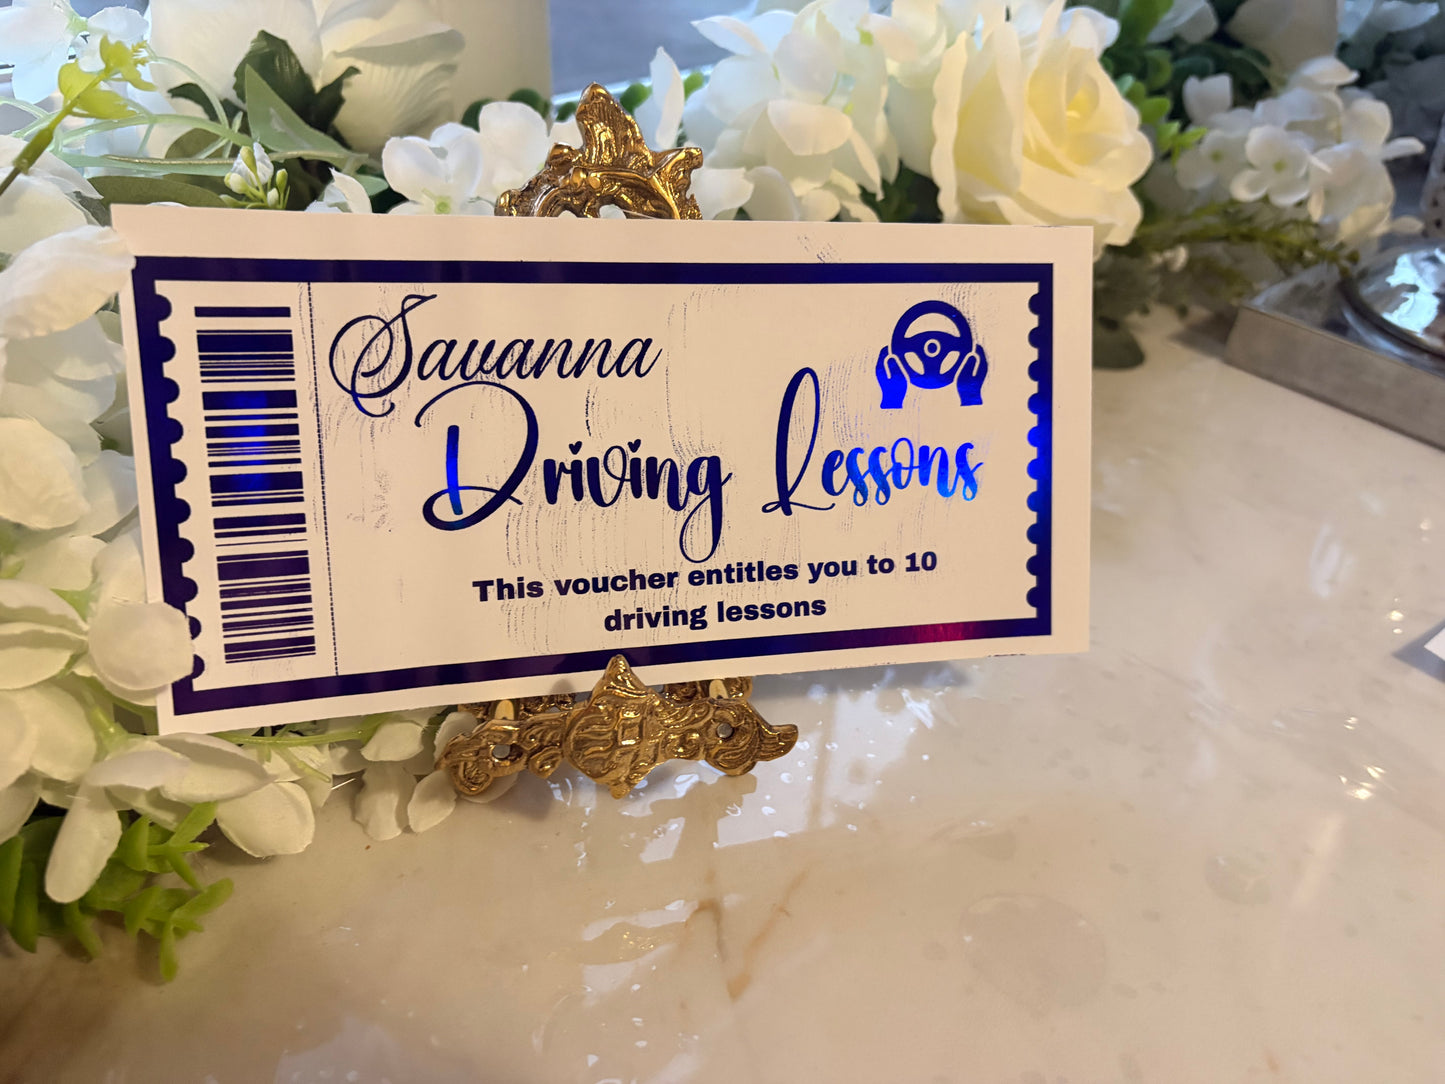 Savanna
Driving Lessons
This voucher entitles you to 10
driving lessons